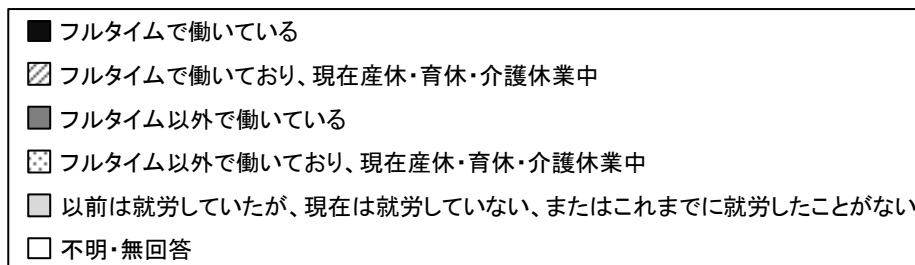 フルタイムで働いている
フルタイムで働いており、現在産休・育休・介護休業中
フルタイム以外で働いている
フルタイム以外で働いており、現在産休・育休・介護休業中
以前は就労していたが、現在は就労していない、またはこれまでに就労したことがない
不明・無回答